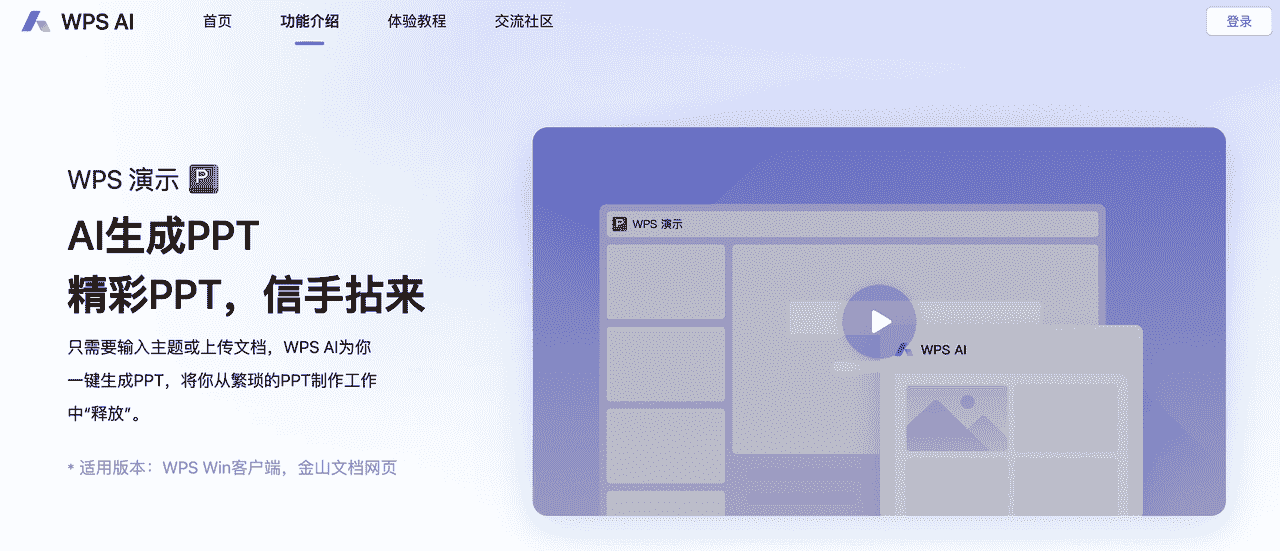 WPS AI
首页
功能介绍
体验教程
交流社区
登录
WPS 演示 P
AI生成PPT
精彩PPT，信手拈来
只需要输入主题或上传文档，WPS AI为你
一键生成PPT，将你从繁琐的PPT制作工作
中“释放”。
* 适用版本：WPS Win客户端，金山文档网页
P WPS 演示
WPS AI